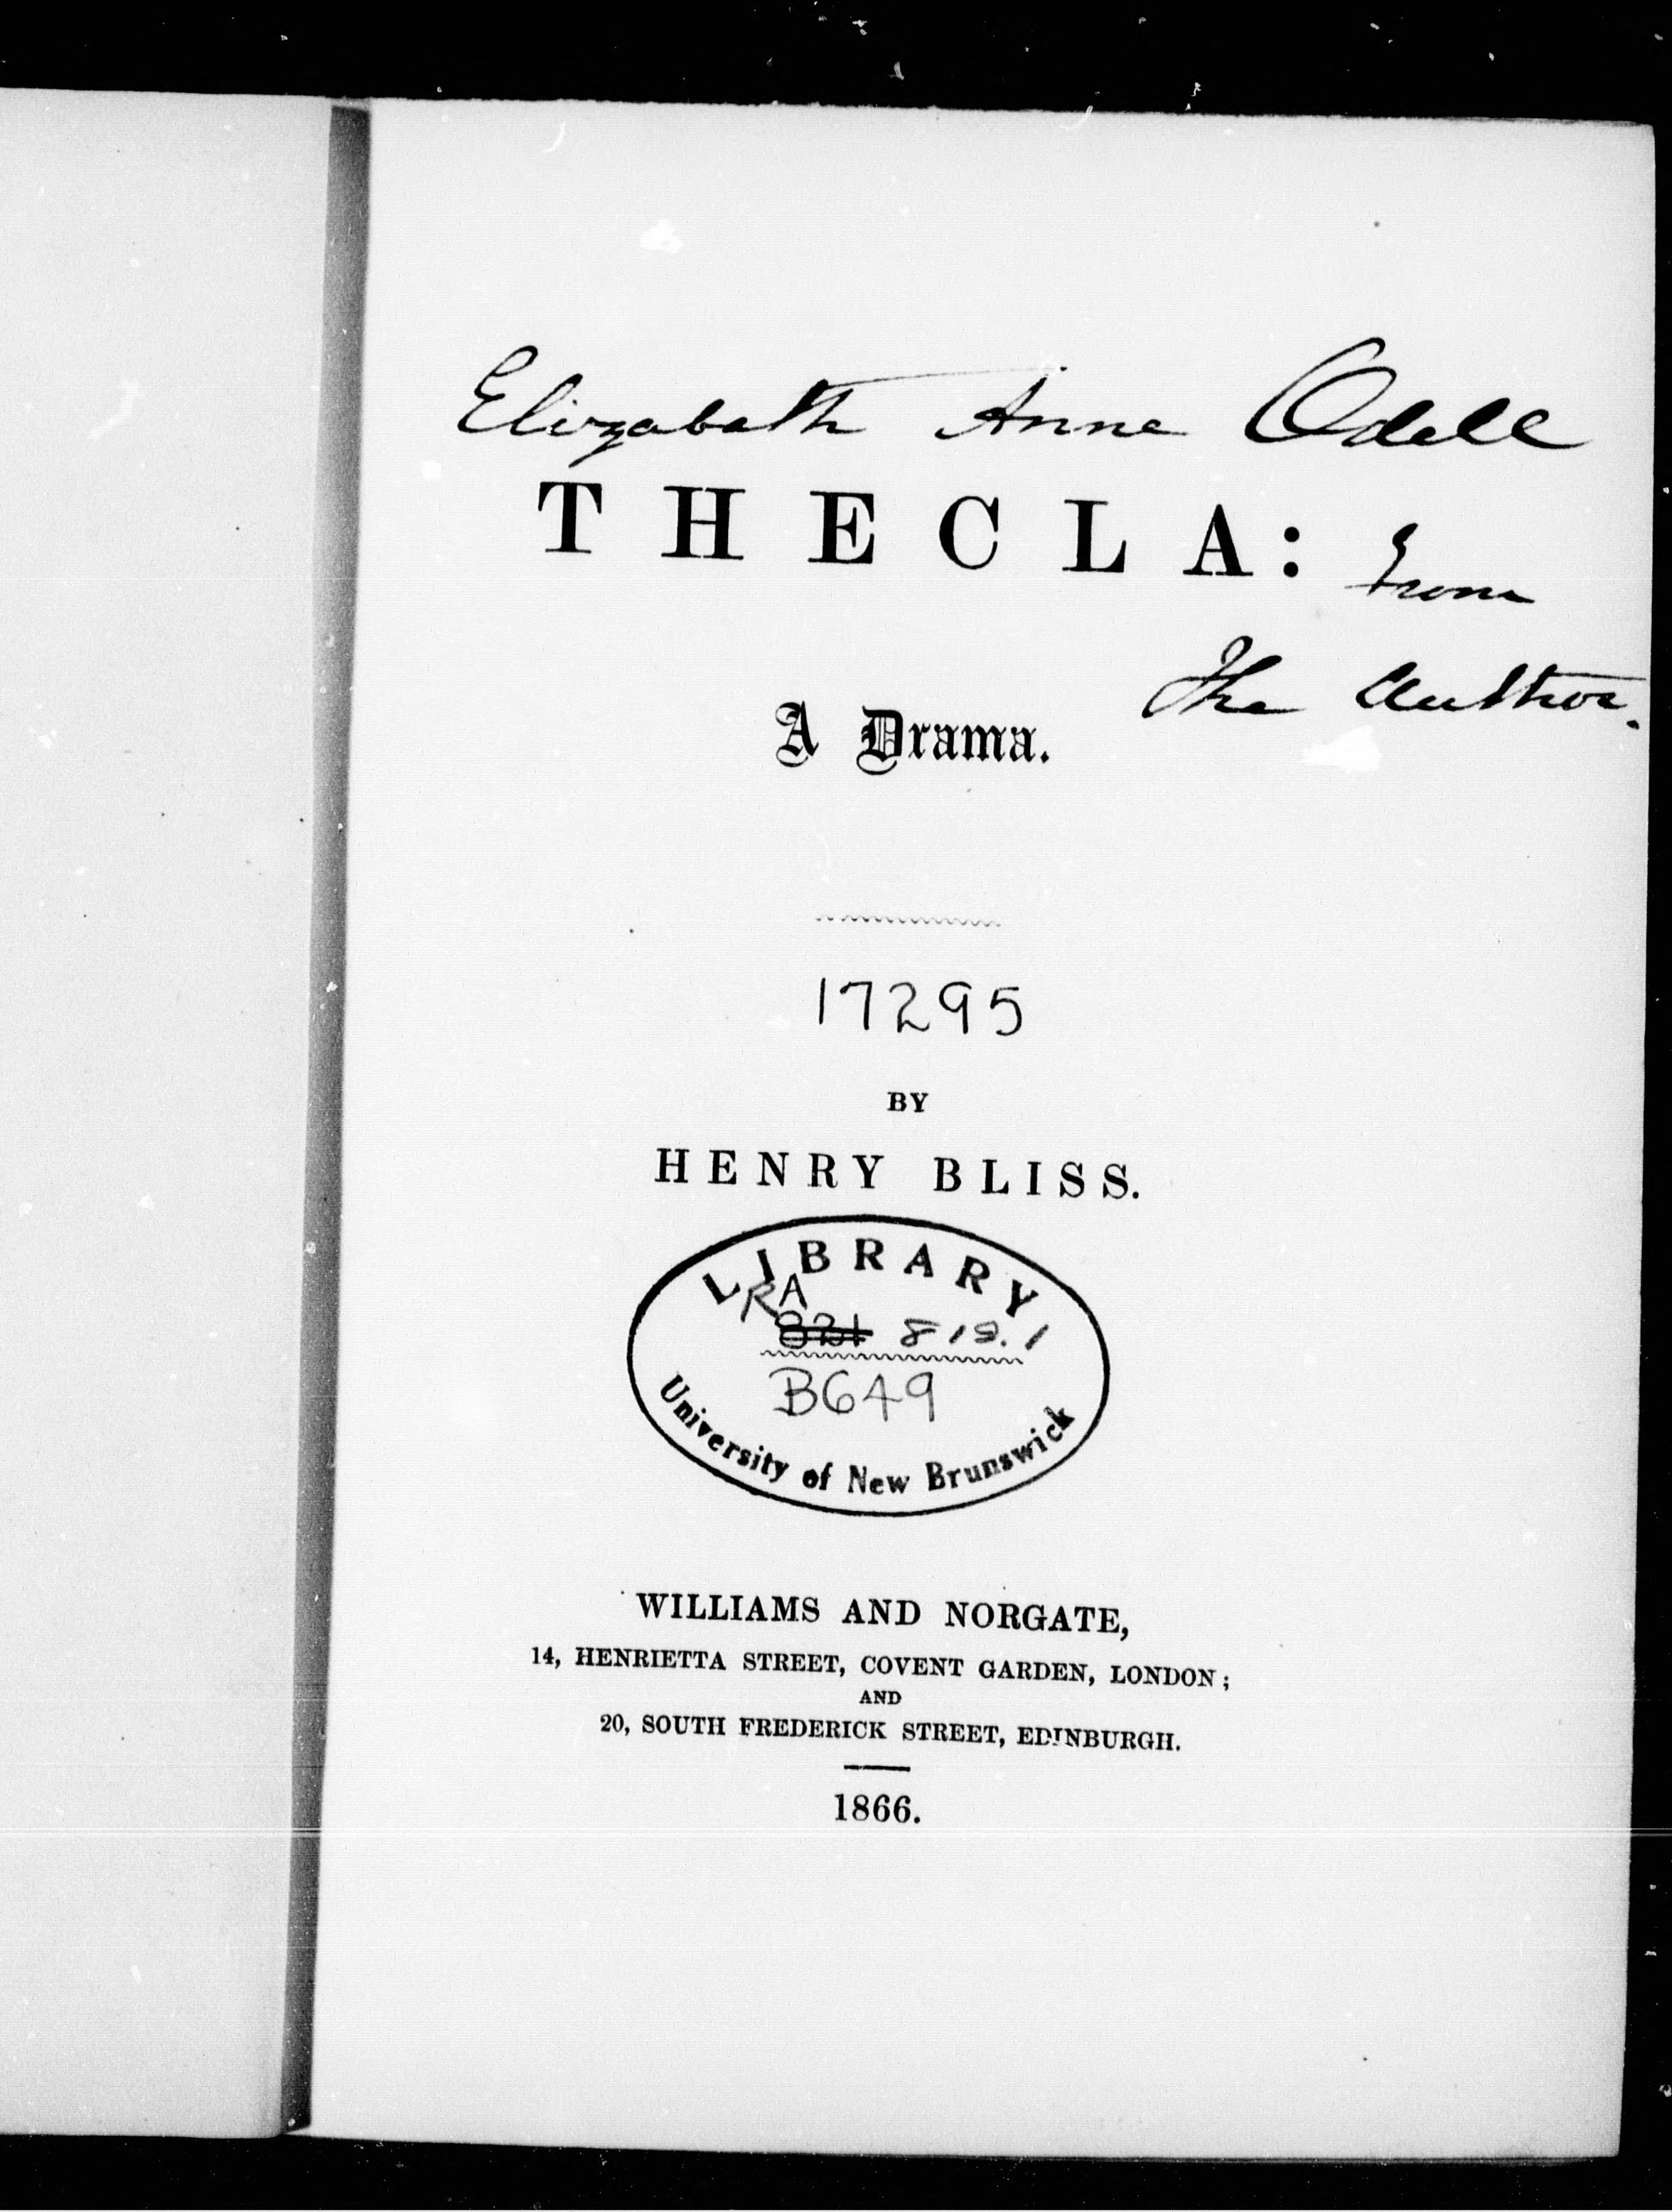 Elizabeth Anne Odell
THECLA:
from
The Author.
A Drama.
17295
BY
HENRY BLISS.
LIBRARY
RA
821 819.1
B649
University of New Brunswick
WILLIAMS AND NORGATE,
14, HENRIETTA STREET, COVENT GARDEN, LONDON;
AND
20, SOUTH FREDERICK STREET, EDINBURGH.
1866.